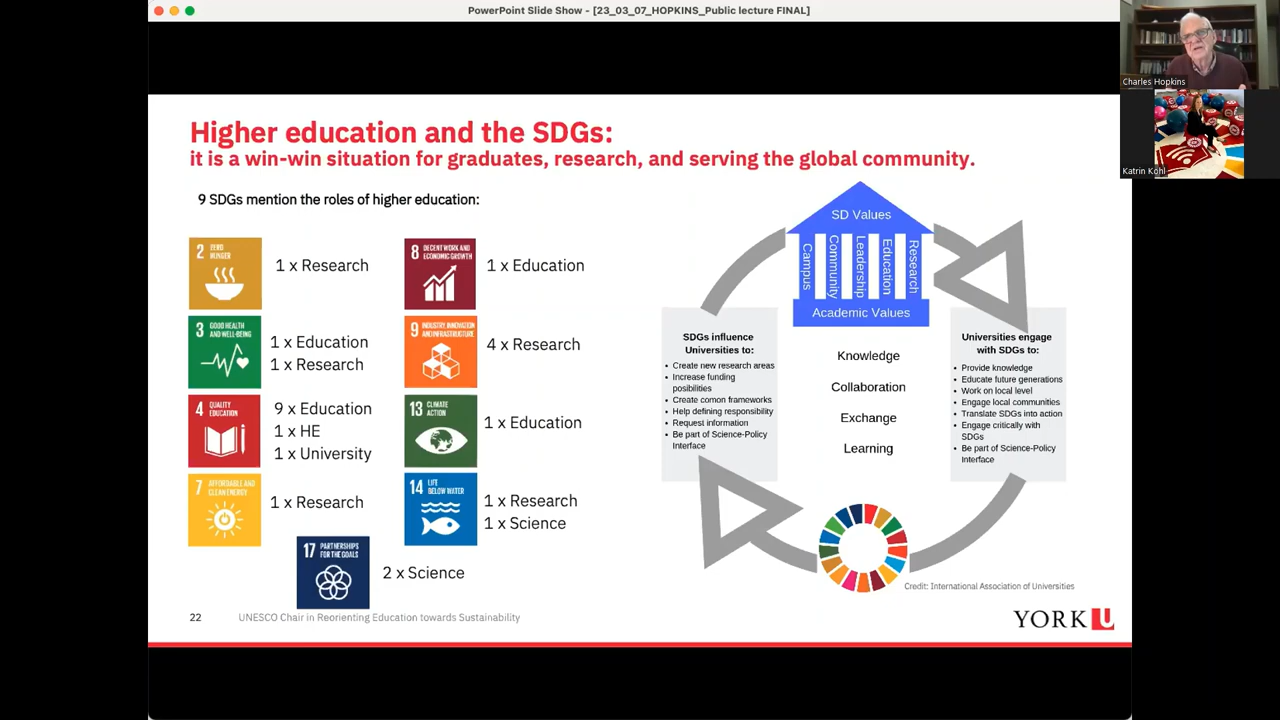 PowerPoint Slide Show - [23_03_07_HOPKINS_Public lecture FINAL]
Charles Hopkins
Katrin Kohl
Higher education and the SDGs:
it is a win-win situation for graduates, research, and serving the global community.
9 SDGs mention the roles of higher education:
2 ZERO
HUNGER
1 x Research
8 DECENT WORK AND
ECONOMIC GROWTH
1 x Education
3 GOOD HEALTH
AND WELL-BEING
1 x Education
1 x Research
9 INDUSTRY, INNOVATION
AND INFRASTRUCTURE
4 x Research
4 QUALITY
EDUCATION
9 x Education
1 x HE
1 x University
13 CLIMATE
ACTION
1 x Education
7 AFFORDABLE AND
CLEAN ENERGY
1 x Research
14 LIFE
BELOW WATER
1 x Research
1 x Science
17 PARTNERSHIPS
FOR THE GOALS
2 x Science
SD Values
Campus
Community
Leadership
Education
Research
Academic Values
SDGs influence
Universities to:
• Create new research areas
• Increase funding
posibilities
• Create comon frameworks
• Help defining responsibility
• Request information
• Be part of Science-Policy
Interface
Knowledge
Collaboration
Exchange
Learning
Universities engage
with SDGs to:
• Provide knowledge
• Educate future generations
• Work on local level
• Engage local communities
• Translate SDGs into action
• Engage critically with
SDGs
• Be part of Science-Policy
Interface
Credit: International Association of Universities
22
UNESCO Chair in Reorienting Education towards Sustainability
YORK U